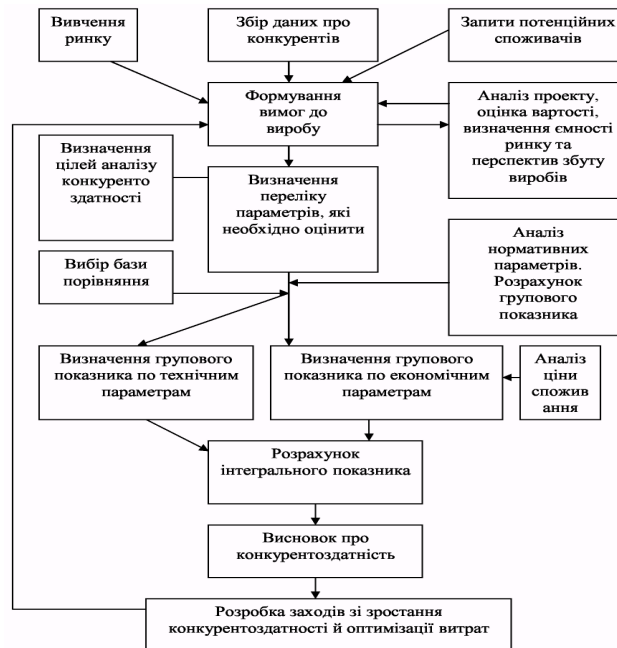 Вивчення
ринку
Збір даних про
конкурентів
Запити потенційних
споживачів
Формування
вимог до
виробу
Аналіз проекту,
оцінка вартості,
визначення ємності
ринку та
перспектив збуту
виробів
Визначення
цілей аналізу
конкуренто
здатності
Визначення
переліку
параметрів, які
необхідно оцінити
Аналіз
нормативних
параметрів.
Розрахунок
групового
показника
Вибір бази
порівняння
Визначення групового
показника по технічним
параметрам
Визначення групового
показника по економічним
параметрам
Аналіз
ціни
спожив
ання
Розрахунок
інтегрального показника
Висновок про
конкурентоздатність
Розробка заходів зі зростання
конкурентоздатності й оптимізації витрат